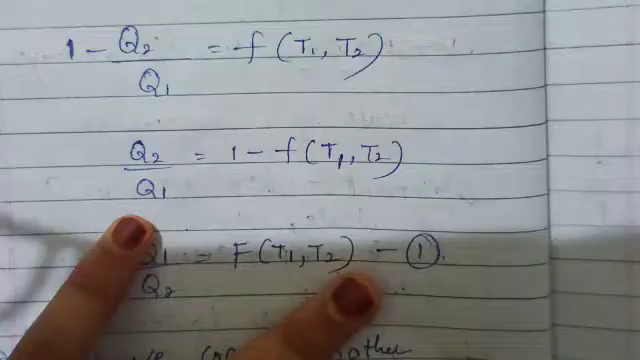 1 - Q2/Q1 = f(T1, T2)
Q2/Q1 = 1 - f(T1, T2)
Q1/Q2 = F(T1, T2) - ①.